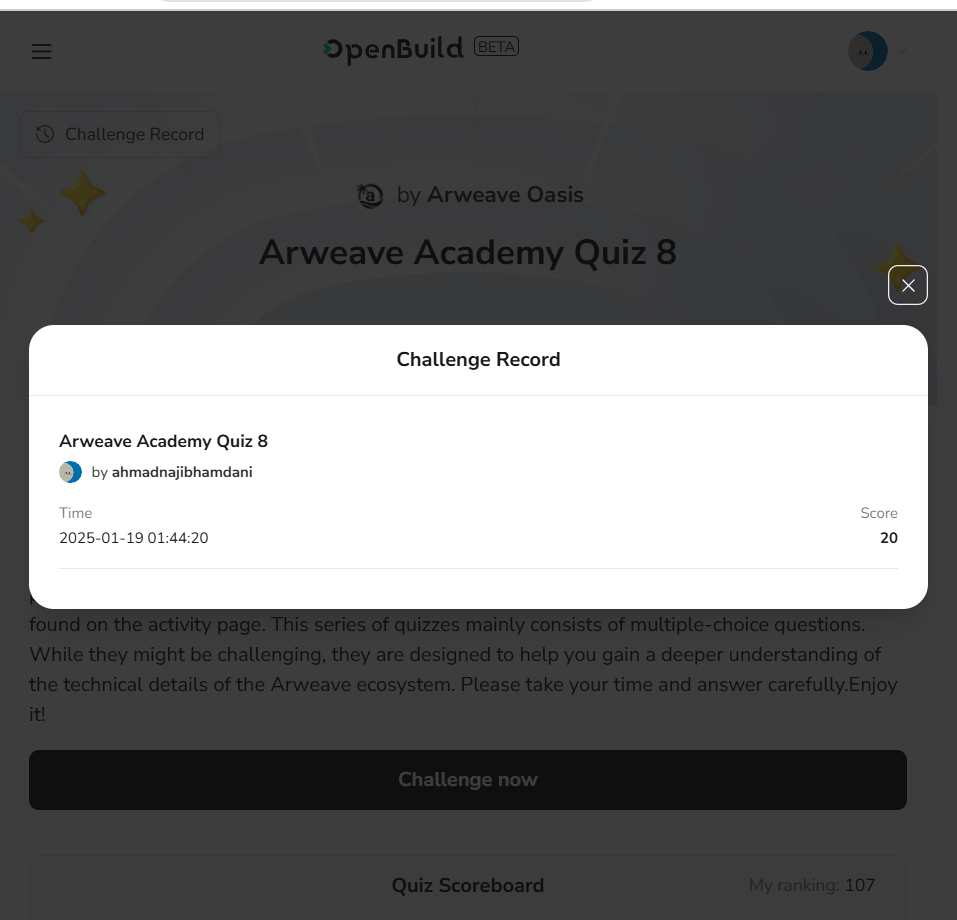 OpenBuild BETA
Challenge Record
by Arweave Oasis
Arweave Academy Quiz 8
Challenge Record
Arweave Academy Quiz 8
by ahmadnajibhamdani
Time
Score
2025-01-19 01:44:20
20
found on the activity page. This series of quizzes mainly consists of multiple-choice questions.
While they might be challenging, they are designed to help you gain a deeper understanding of
the technical details of the Arweave ecosystem. Please take your time and answer carefully.Enjoy
it!
Challenge now
Quiz Scoreboard
My ranking: 107